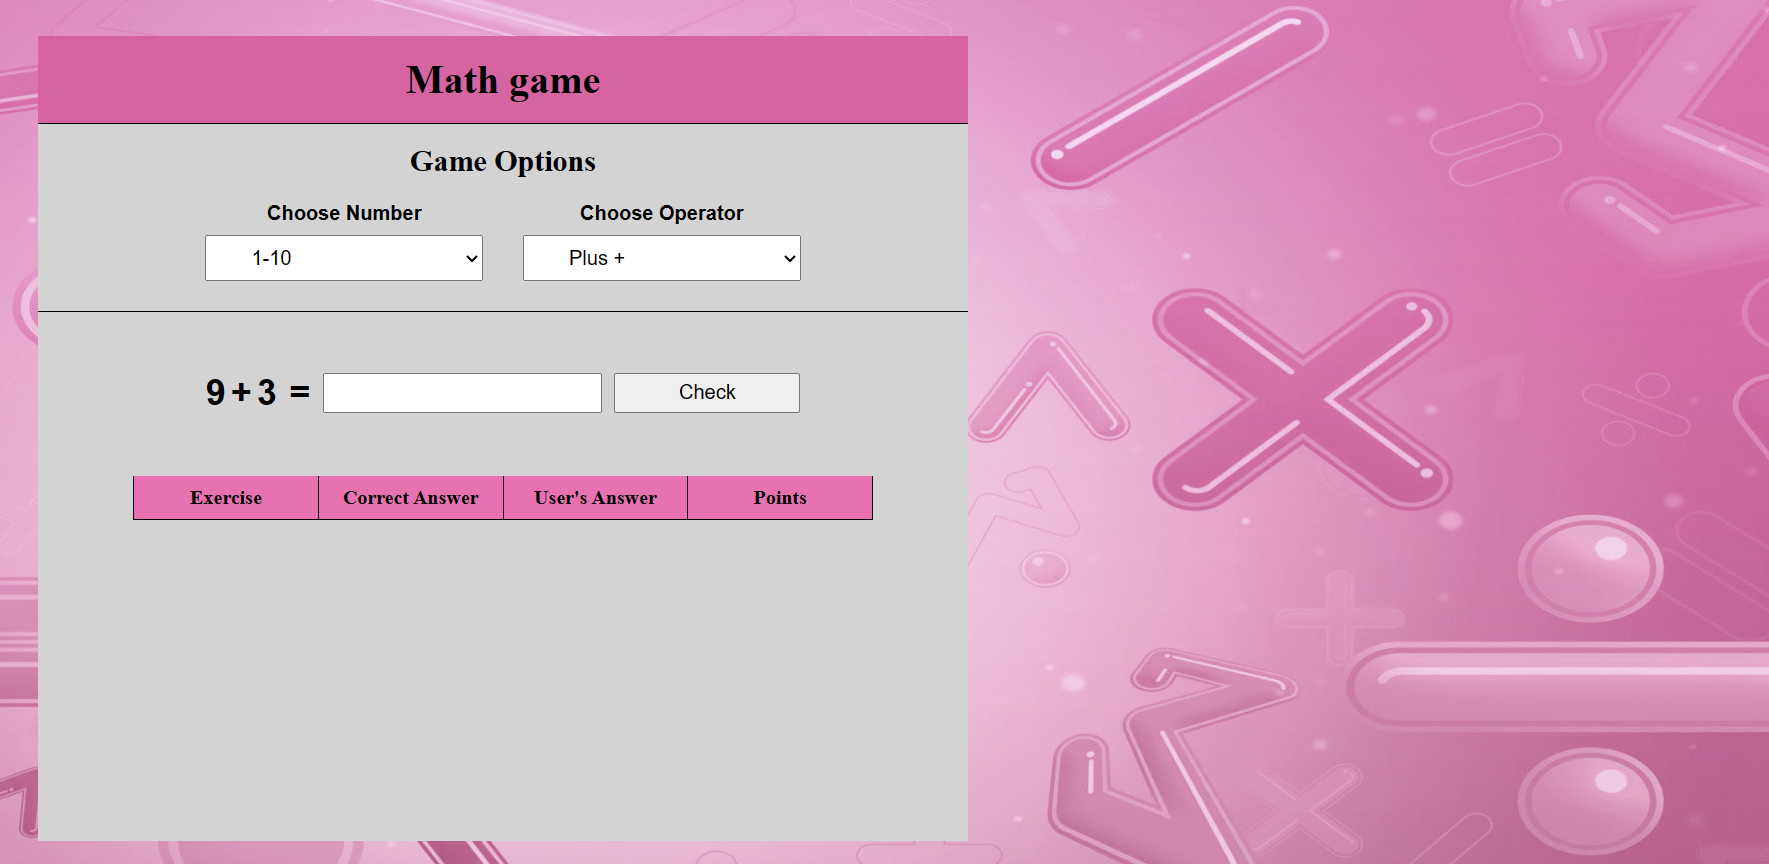 Math game
Game Options
Choose Number Choose Operator
1-10 Plus +
9 + 3 = Check
Exercise Correct Answer User's Answer Points